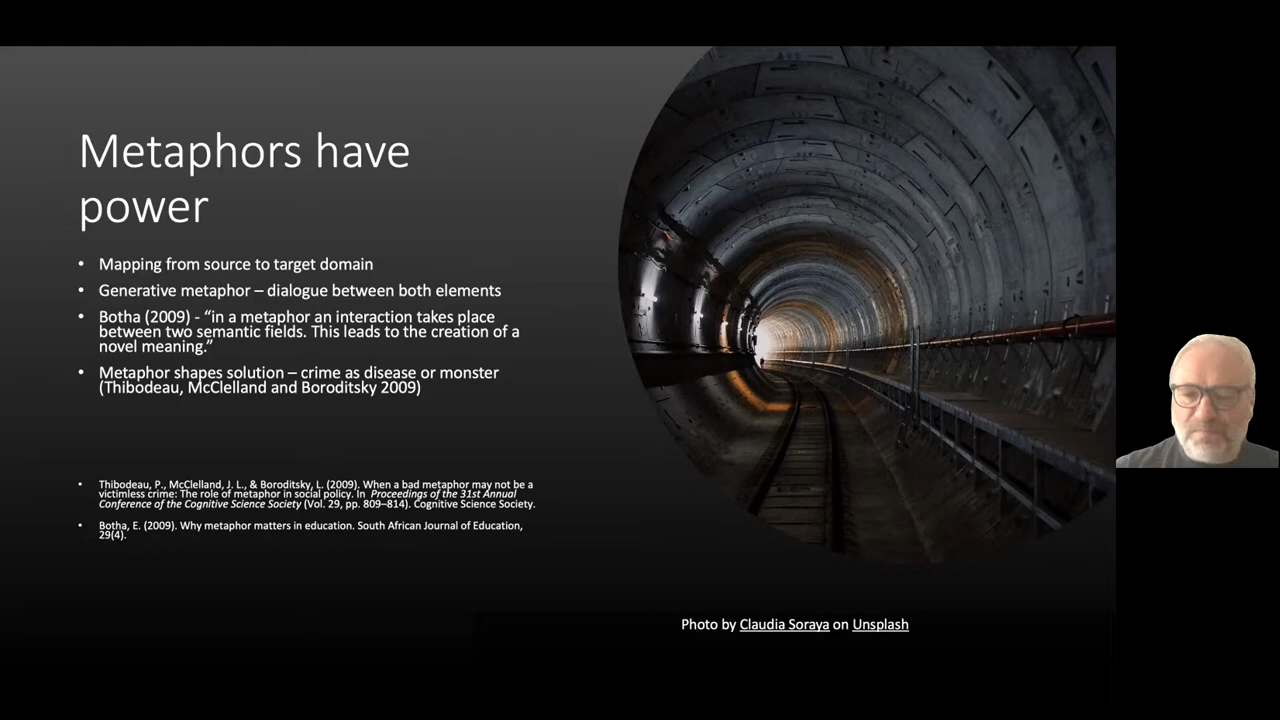 Metaphors have
power
• Mapping from source to target domain
• Generative metaphor – dialogue between both elements
• Botha (2009) - “in a metaphor an interaction takes place
between two semantic fields. This leads to the creation of a
novel meaning.”
• Metaphor shapes solution – crime as disease or monster
(Thibodeau, McClelland and Boroditsky 2009)
• Thibodeau, P., McClelland, J. L., & Boroditsky, L. (2009). When a bad metaphor may not be a
victimless crime: The role of metaphor in social policy. In Proceedings of the 31st Annual
Conference of the Cognitive Science Society (Vol. 29, pp. 809–814). Cognitive Science Society.
• Botha, E. (2009). Why metaphor matters in education. South African Journal of Education,
29(4).
Photo by Claudia Soraya on Unsplash